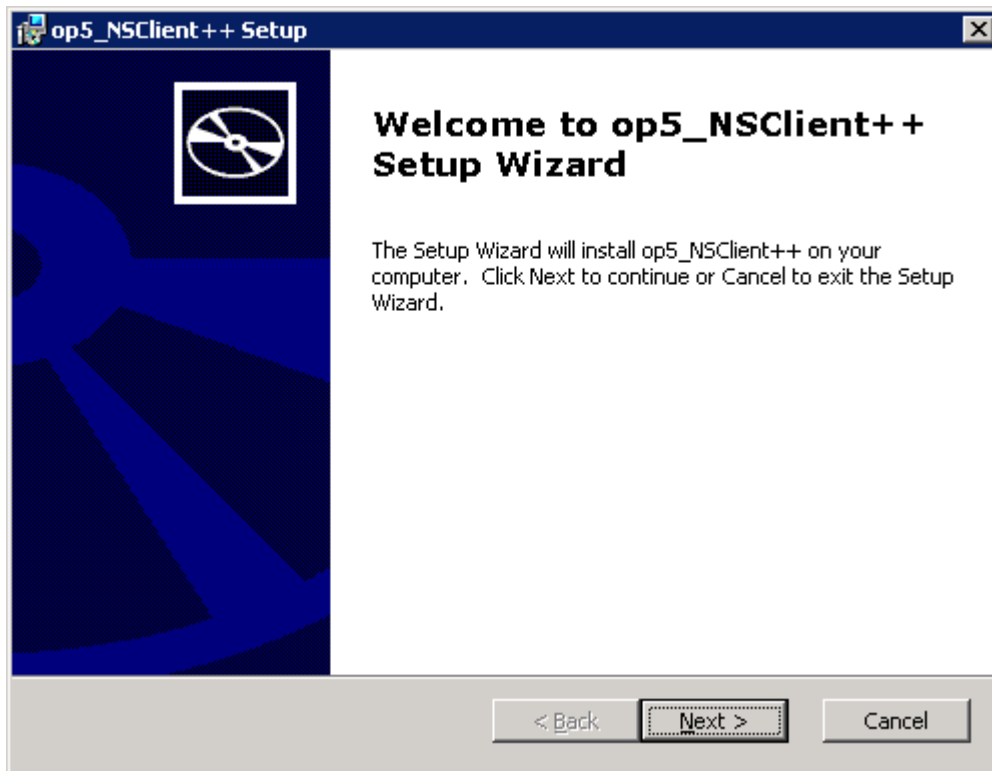 op5_NSClient++ Setup
Welcome to op5_NSClient++
Setup Wizard
The Setup Wizard will install op5_NSClient++ on your
computer. Click Next to continue or Cancel to exit the Setup
Wizard.
< Back
Next >
Cancel